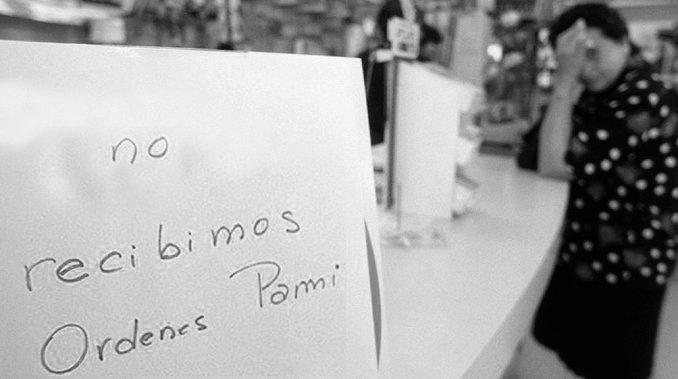 no
recibimos
Ordenes Pami